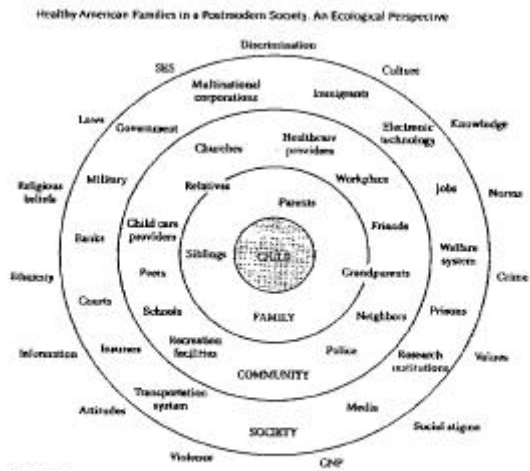 Healthy American Families in a Postmodern Society. An Ecological Perspective
Discrimination
SES
Culture
Multinational
corporations
Immigrants
Laws
Government
Electronic
technology
Knowledge
Churches
Healthcare
providers
Religious
beliefs
Military
Relatives
Workplace
Jobs
Norms
Parents
Banks
Child care
providers
Friends
Welfare
system
Siblings
CHILD
Ethnicity
Peers
Grandparents
Crime
Courts
Schools
FAMILY
Neighbors
Prisons
Information
Insurers
Recreation
facilities
Police
Research
institutions
Values
COMMUNITY
Attitudes
Transportation
system
Media
Social stigma
SOCIETY
Violence
GNP